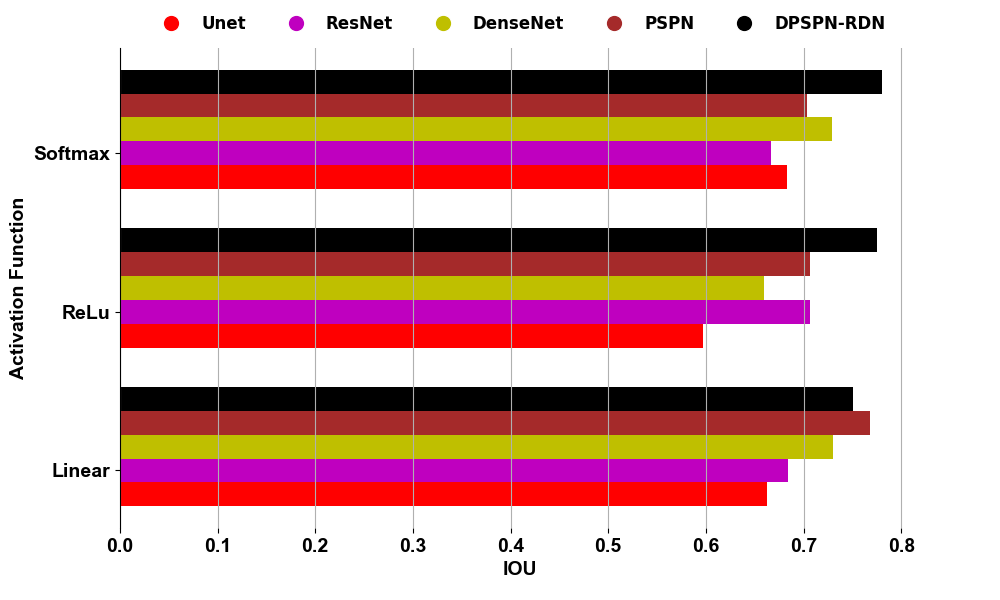 Unet ResNet DenseNet PSPN DPSPN-RDN
Activation Function
Softmax
ReLu
Linear
0.0 0.1 0.2 0.3 0.4 0.5 0.6 0.7 0.8
IOU